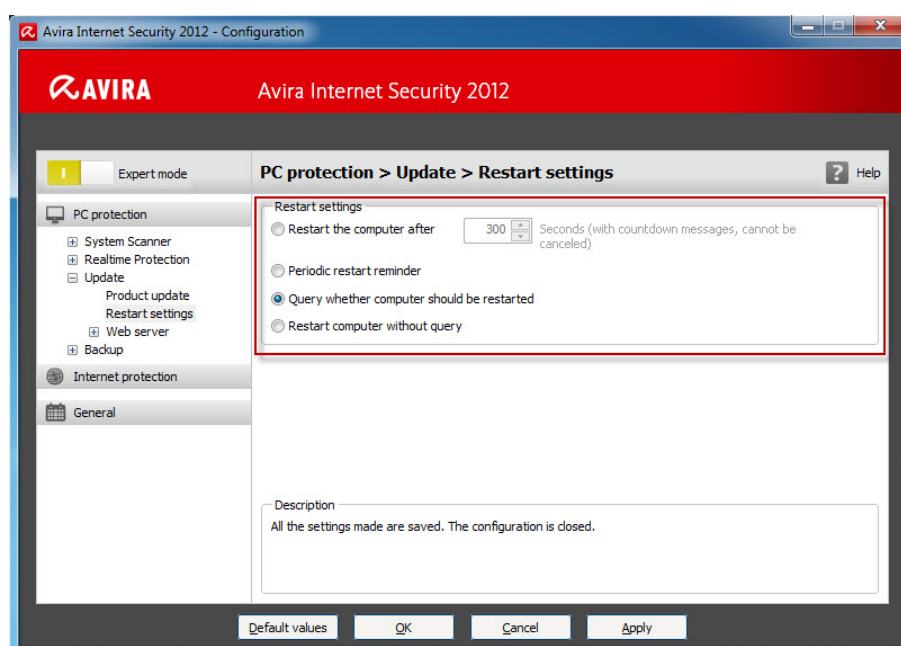 Avira Internet Security 2012 - Configuration
AVIRA
Avira Internet Security 2012
Expert mode
PC protection > Update > Restart settings
? Help
PC protection
System Scanner
Realtime Protection
Update
Product update
Restart settings
Web server
Backup
Internet protection
General
Restart settings
Restart the computer after 300 Seconds (with countdown messages, cannot be
canceled)
Periodic restart reminder
Query whether computer should be restarted
Restart computer without query
Description
All the settings made are saved. The configuration is closed.
Default values OK Cancel Apply